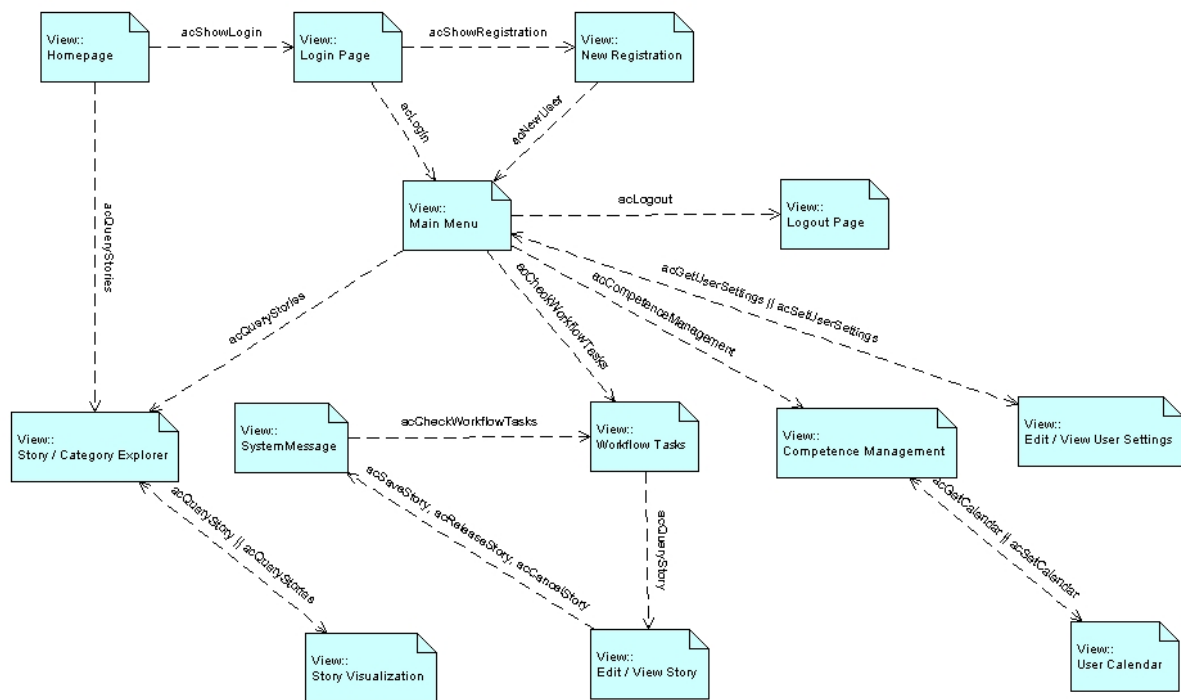 View::
Homepage
acShowLogin
View::
Login Page
acShowRegistration
View::
New Registration
acLogin
acNewUser
acQueryStories
View::
Main Menu
acLogout
View::
Logout Page
acQueryStories
acCheckWorkflowTasks
acCompetenceManagement
acGetUserSettings || acSetUserSettings
View::
Story / Category Explorer
View::
SystemMessage
acCheckWorkflowTasks
View::
Workflow Tasks
View::
Competence Management
View::
Edit / View User Settings
acQueryStory || acQueryStories
acSaveStory, acReleaseStory, acCancelStory
acQueryStory
acGetCalendar || acSetCalendar
View::
Story Visualization
View::
Edit / View Story
View::
User Calendar